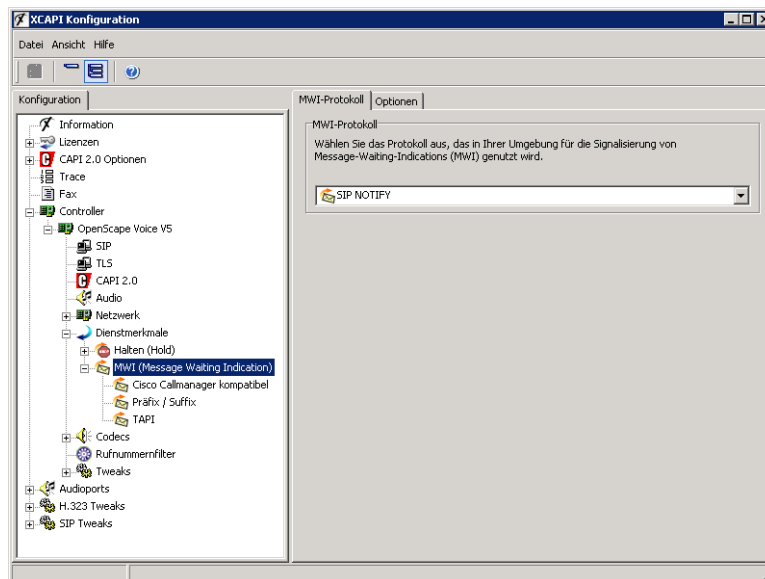 XCAPI Konfiguration
Datei Ansicht Hilfe
Konfiguration
Information
Lizenzen
CAPI 2.0 Optionen
Trace
Fax
Controller
OpenScape Voice V5
SIP
TLS
CAPI 2.0
Audio
Netzwerk
Dienstmerkmale
Halten (Hold)
MWI (Message Waiting Indication)
Cisco Callmanager kompatibel
Präfix / Suffix
TAPI
Codecs
Rufnummernfilter
Tweaks
Audioports
H.323 Tweaks
SIP Tweaks
MWI-Protokoll Optionen
MWI-Protokoll
Wählen Sie das Protokoll aus, das in Ihrer Umgebung für die Signalisierung von
Message-Waiting-Indications (MWI) genutzt wird.
SIP NOTIFY